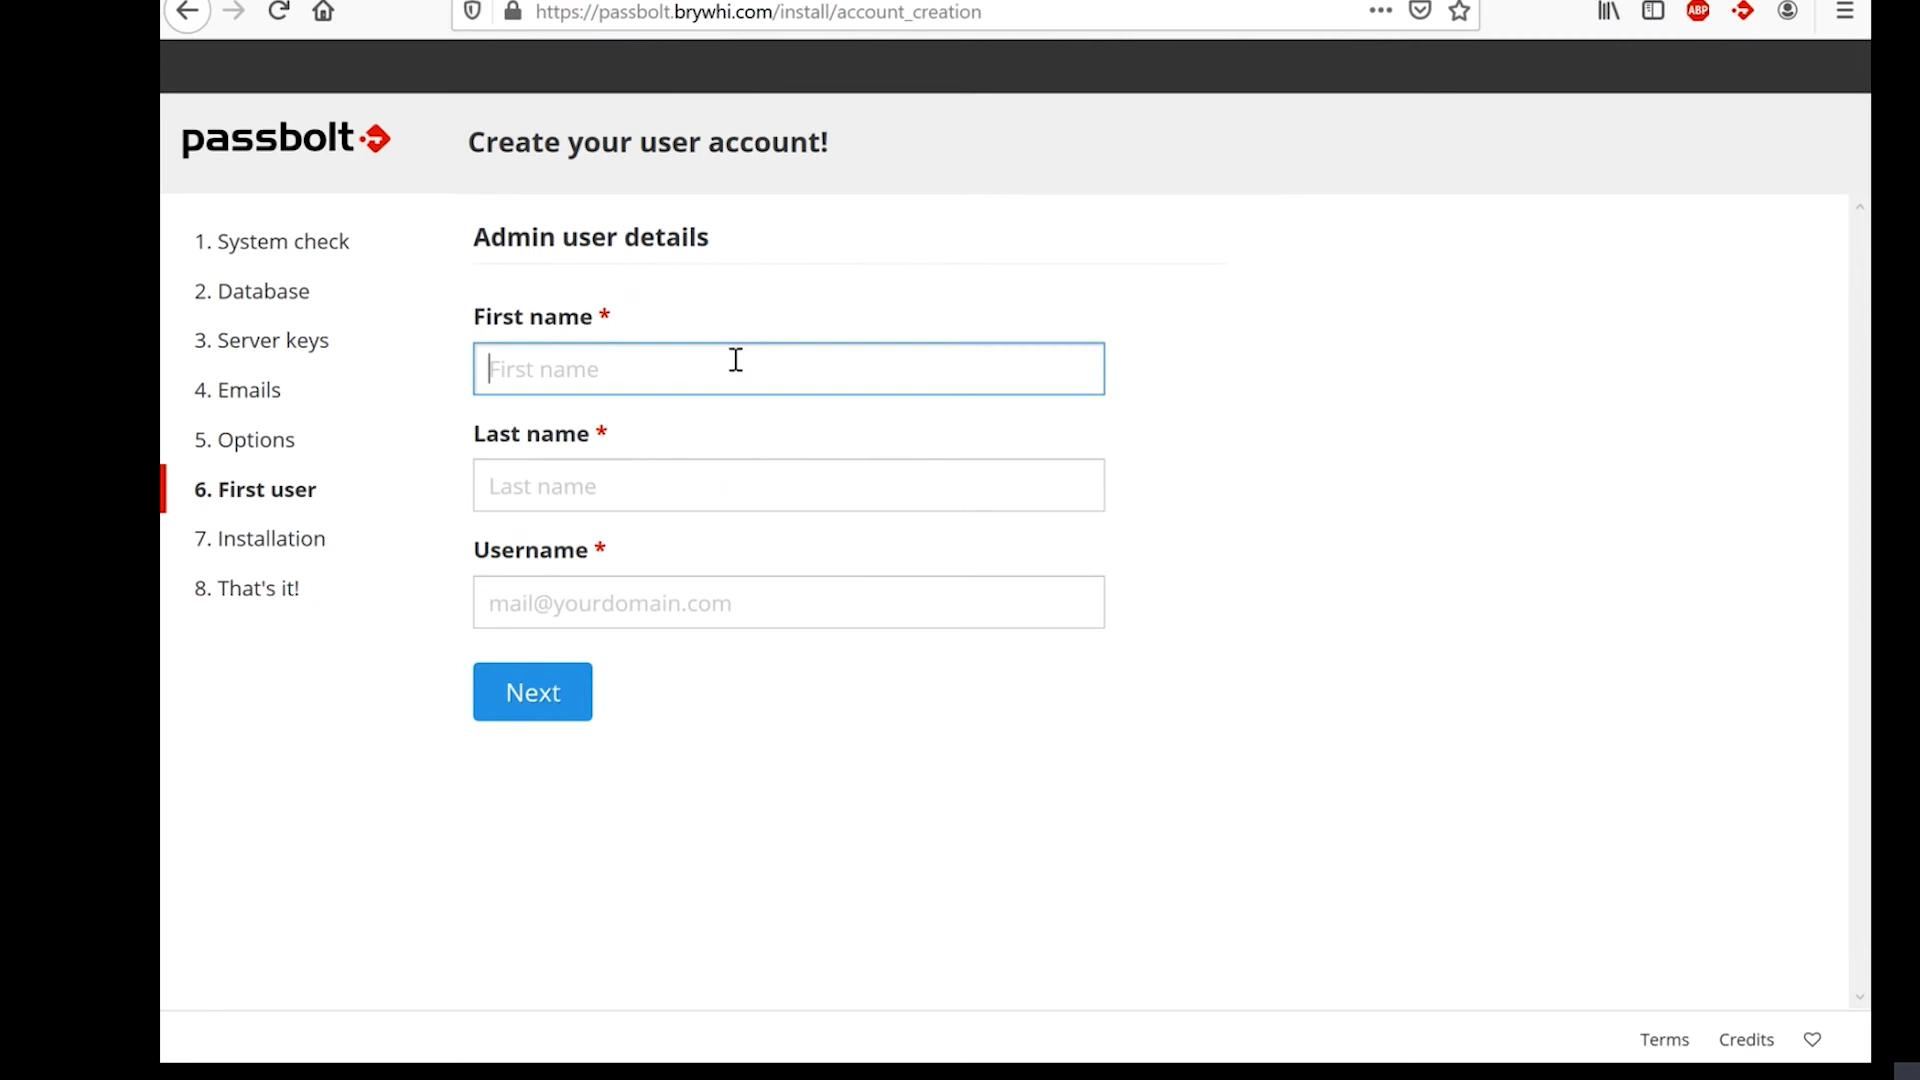 https://passbolt.brywhi.com/install/account_creation
ABP
passbolt
Create your user account!
1. System check
2. Database
3. Server keys
4. Emails
5. Options
6. First user
7. Installation
8. That's it!
Admin user details
First name *
First name
Last name *
Last name
Username *
mail@yourdomain.com
Next
Terms Credits